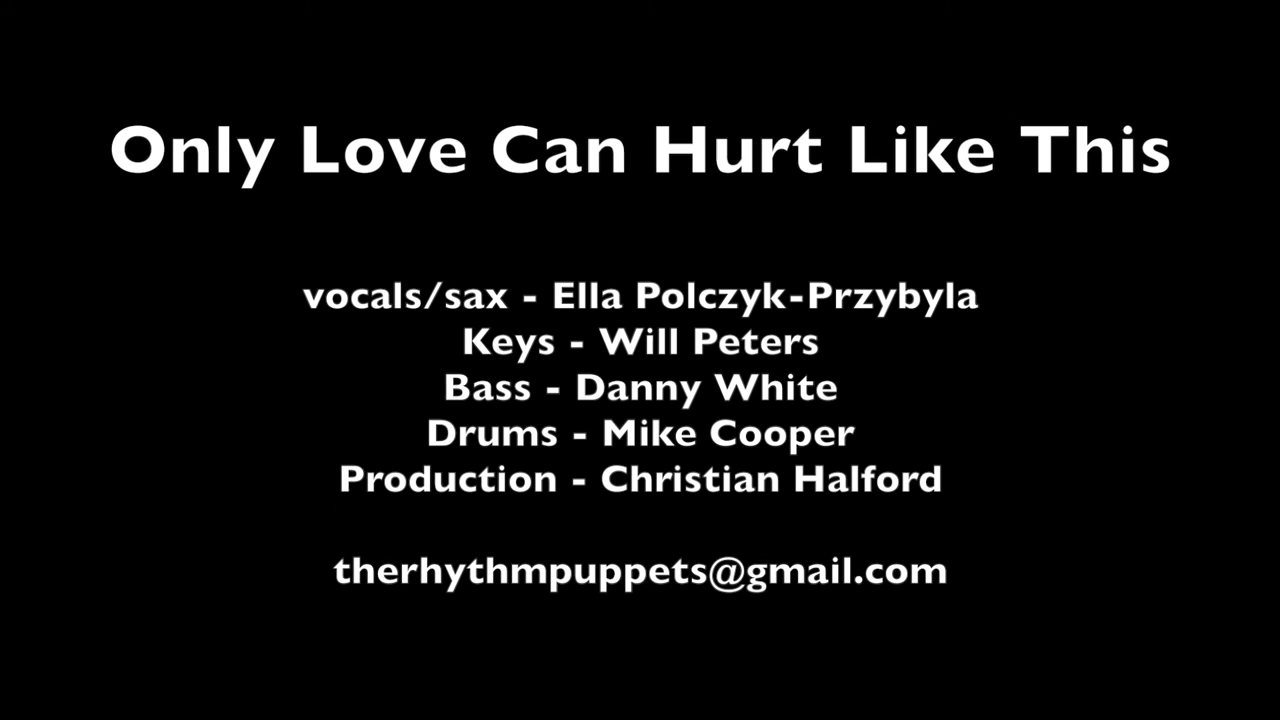 Only Love Can Hurt Like This
vocals/sax - Ella Polczyk-Przybyla
Keys - Will Peters
Bass - Danny White
Drums - Mike Cooper
Production - Christian Halford
therhythmpuppets@gmail.com